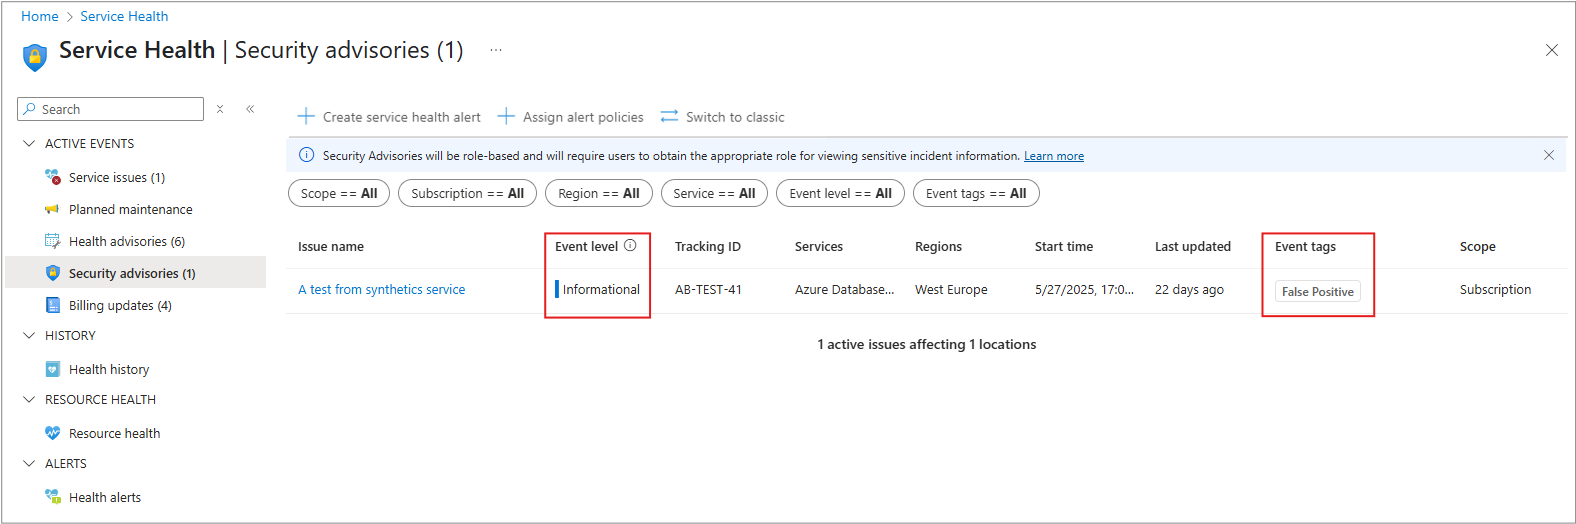 Home > Service Health
Service Health | Security advisories (1) ...
Search
ACTIVE EVENTS
Service issues (1)
Planned maintenance
Health advisories (6)
Security advisories (1)
Billing updates (4)
HISTORY
Health history
RESOURCE HEALTH
Resource health
ALERTS
Health alerts
Create service health alert Assign alert policies Switch to classic
Security Advisories will be role-based and will require users to obtain the appropriate role for viewing sensitive incident information. Learn more
Scope == All Subscription == All Region == All Service == All Event level == All Event tags == All
Issue name Event level Tracking ID Services Regions Start time Last updated Event tags Scope
A test from synthetics service Informational AB-TEST-41 Azure Database... West Europe 5/27/2025, 17:0... 22 days ago False Positive Subscription
1 active issues affecting 1 locations